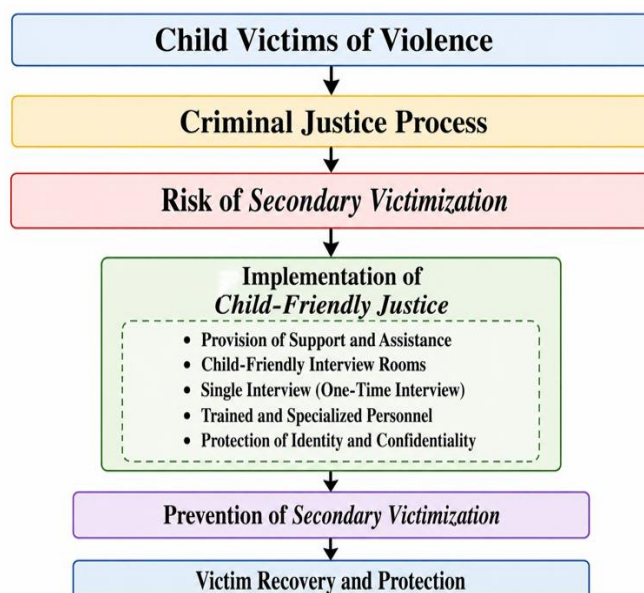 Child Victims of Violence
Criminal Justice Process
Risk of Secondary Victimization
Implementation of
Child-Friendly Justice
• Provision of Support and Assistance
• Child-Friendly Interview Rooms
• Single Interview (One-Time Interview)
• Trained and Specialized Personnel
• Protection of Identity and Confidentiality
Prevention of Secondary Victimization
Victim Recovery and Protection